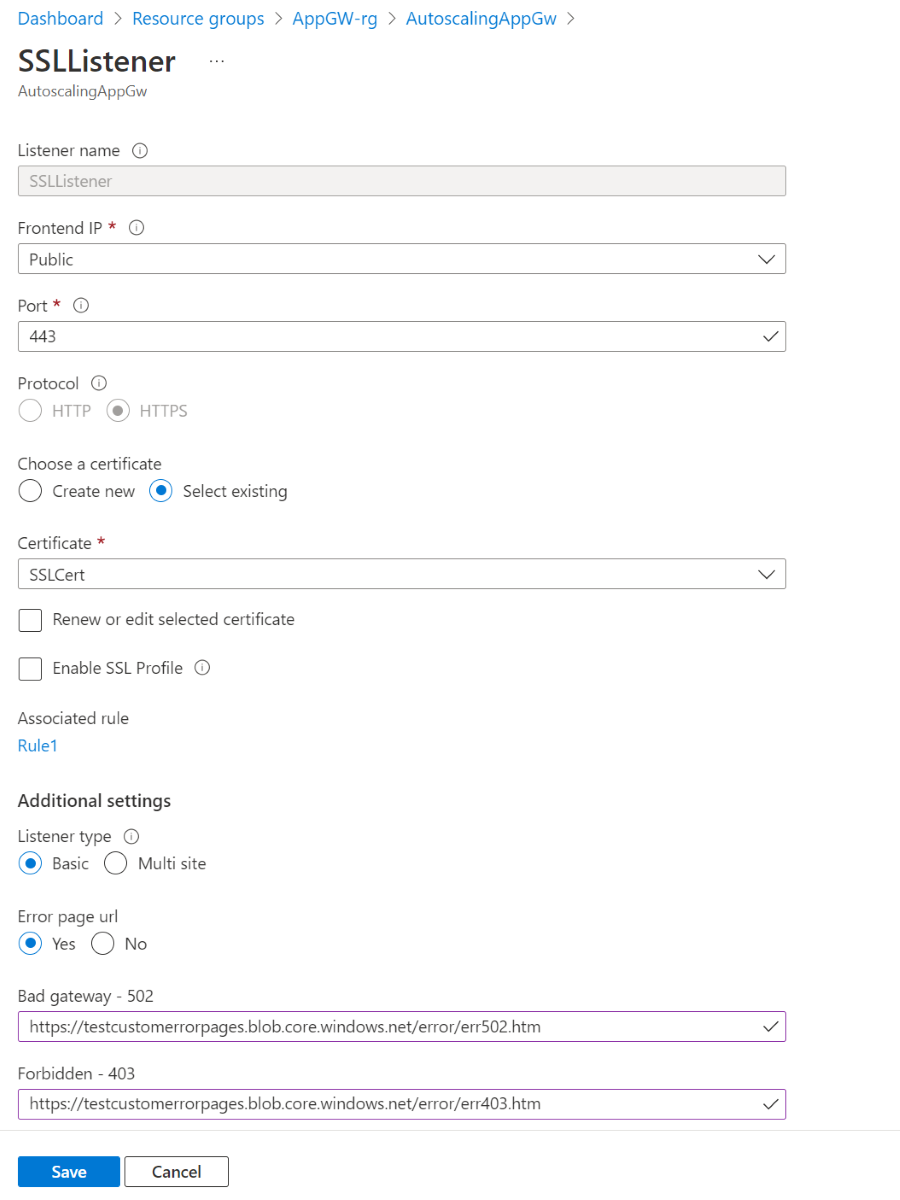 Dashboard > Resource groups > AppGW-rg > AutoscalingAppGw >
SSLListener ...
AutoscalingAppGw
Listener name
SSLListener
Frontend IP *
Public
Port *
443
Protocol
HTTP HTTPS
Choose a certificate
Create new Select existing
Certificate *
SSLCert
Renew or edit selected certificate
Enable SSL Profile
Associated rule
Rule1
Additional settings
Listener type
Basic Multi site
Error page url
Yes No
Bad gateway - 502
https://testcustomerrorpages.blob.core.windows.net/error/err502.htm
Forbidden - 403
https://testcustomerrorpages.blob.core.windows.net/error/err403.htm
Save Cancel